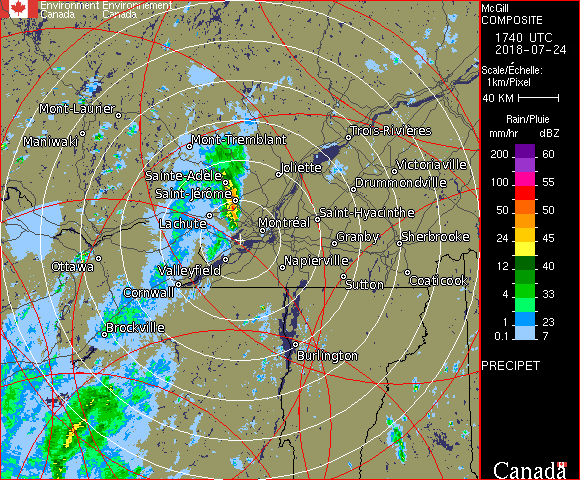 Environment Environnement
Canada Canada
McGill
COMPOSITE
1740 UTC
2018-07-24
Scale/Échelle:
1km/Pixel
40 KM
Rain/Pluie
mm/hr dBZ
200 60
100 55
50 50
24 45
12 40
4 33
1 23
0.1 7
PRECIPET
Canada
Mont-Laurier
Maniwaki
Mont-Tremblant
Trois-Rivières
Joliette
Victoriaville
Sainte-Adèle
Drummondville
Saint-Jérôme
Saint-Hyacinthe
Lachute
Montréal
Granby
Sherbrooke
Ottawa
Valleyfield
Napierville
Cornwall
Sutton
Coaticook
Brockville
Burlington